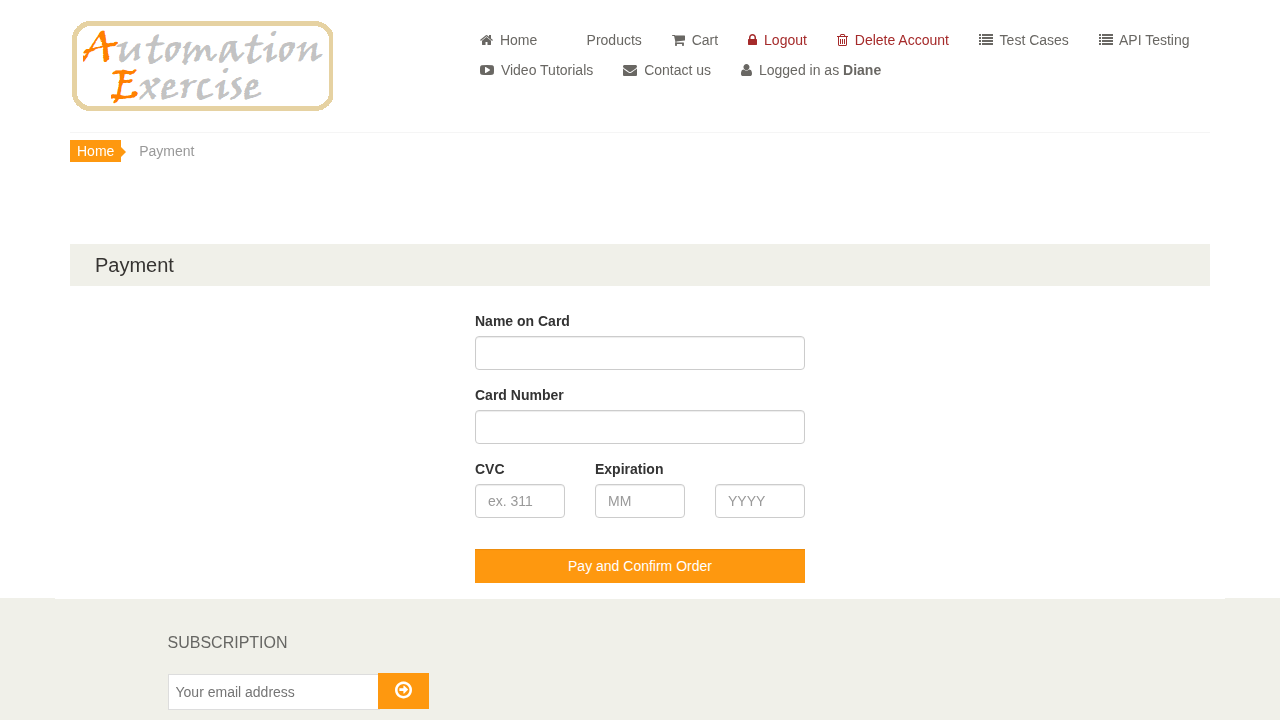 Automation
Exercise
Home Products Cart Logout Delete Account Test Cases API Testing
Video Tutorials Contact us Logged in as Diane
Home Payment
Payment
Name on Card
Card Number
CVC Expiration
ex. 311 MM YYYY
Pay and Confirm Order
SUBSCRIPTION
Your email address